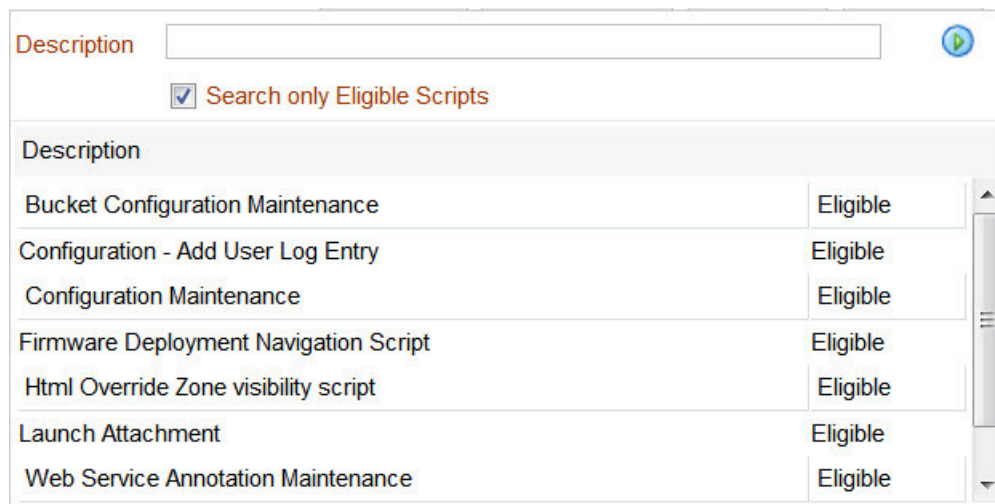 Description
Search only Eligible Scripts
Description
Bucket Configuration Maintenance Eligible
Configuration - Add User Log Entry Eligible
Configuration Maintenance Eligible
Firmware Deployment Navigation Script Eligible
Html Override Zone visibility script Eligible
Launch Attachment Eligible
Web Service Annotation Maintenance Eligible